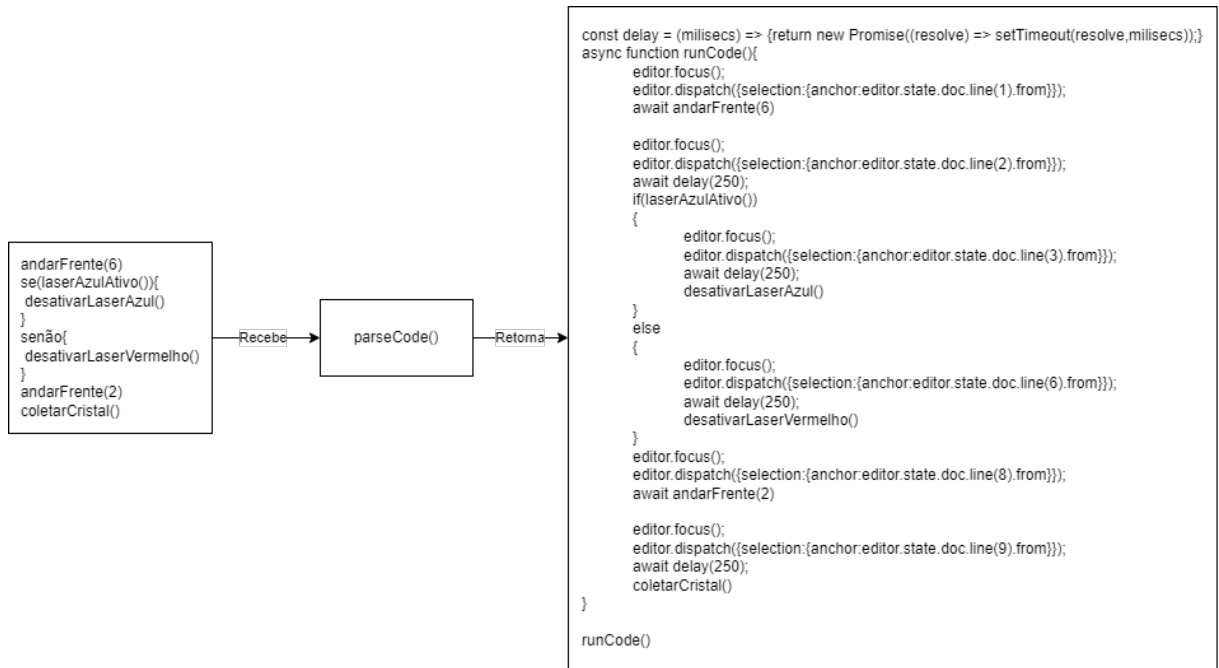 andarFrente(6)
se(laserAzulAtivo()){
desativarLaserAzul()
}
senão{
desativarLaserVermelho()
}
andarFrente(2)
coletarCristal()
Recebe
parseCode()
Retorna
const delay = (milisecs) => {return new Promise((resolve) => setTimeout(resolve,milisecs));}
async function runCode(){
editor.focus();
editor.dispatch({selection:{anchor:editor.state.doc.line(1).from}});
await andarFrente(6)
editor.focus();
editor.dispatch({selection:{anchor:editor.state.doc.line(2).from}});
await delay(250);
if(laserAzulAtivo())
{
editor.focus();
editor.dispatch({selection:{anchor:editor.state.doc.line(3).from}});
await delay(250);
desativarLaserAzul()
}
else
{
editor.focus();
editor.dispatch({selection:{anchor:editor.state.doc.line(6).from}});
await delay(250);
desativarLaserVermelho()
}
editor.focus();
editor.dispatch({selection:{anchor:editor.state.doc.line(8).from}});
await andarFrente(2)
editor.focus();
editor.dispatch({selection:{anchor:editor.state.doc.line(9).from}});
await delay(250);
coletarCristal()
}
runCode()